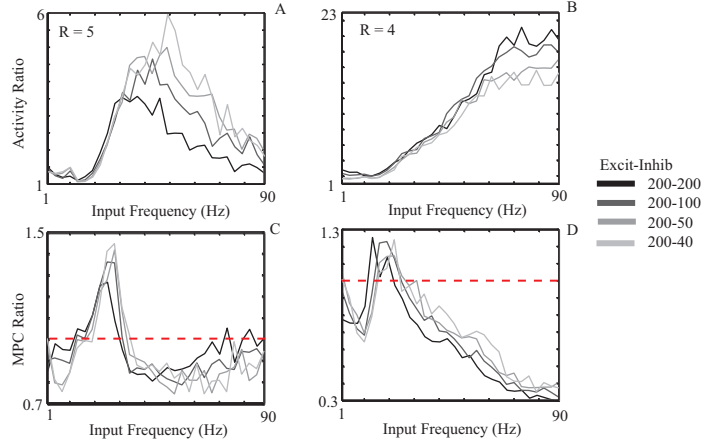 A
B
6
R = 5
Activity Ratio
1
1
90
Input Frequency (Hz)
23
R = 4
1
1
90
Input Frequency (Hz)
Excit-Inhib
200-200
200-100
200-50
200-40
C
D
1.5
MPC Ratio
0.7
1
90
Input Frequency (Hz)
1.3
0.3
1
90
Input Frequency (Hz)